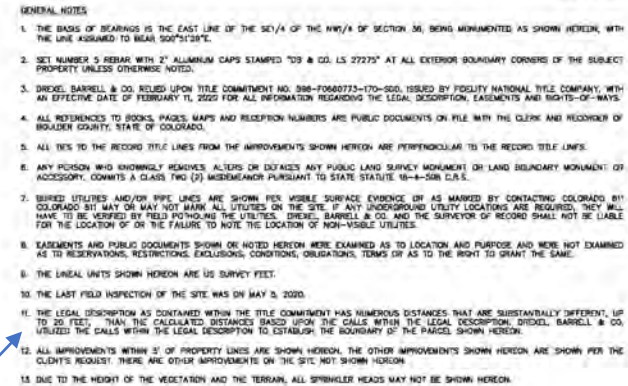 GENERAL NOTES
1. THE BASIS OF BEARINGS IS THE EAST LINE OF THE SE1/4 OF THE NW1/4 OF SECTION 36, BEING MONUMENTED AS SHOWN HEREON, WITH
THE LINE ASSUMED TO BEAR S00°51'28"E.
2. SET NUMBER 5 REBAR WITH 2" ALUMINUM CAPS STAMPED "DB & CO. LS 27275" AT ALL EXTERIOR BOUNDARY CORNERS OF THE SUBJECT
PROPERTY UNLESS OTHERWISE NOTED.
3. DREXEL, BARRELL & CO. RELIED UPON TITLE COMMITMENT NO. 598-F0660773-170-SGO, ISSUED BY FIDELITY NATIONAL TITLE COMPANY, WITH
AN EFFECTIVE DATE OF FEBRUARY 11, 2020 FOR ALL INFORMATION REGARDING THE LEGAL DESCRIPTION, EASEMENTS AND RIGHTS-OF-WAYS.
4. ALL REFERENCES TO BOOKS, PAGES, MAPS AND RECEPTION NUMBERS ARE PUBLIC DOCUMENTS ON FILE WITH THE CLERK AND RECORDER OF
BOULDER COUNTY, STATE OF COLORADO.
5. ALL TIES TO THE RECORD TITLE LINES FROM THE IMPROVEMENTS SHOWN HEREON ARE PERPENDICULAR TO THE RECORD TITLE LINES.
6. ANY PERSON WHO KNOWINGLY REMOVES, ALTERS OR DEFACES ANY PUBLIC LAND SURVEY MONUMENT OR LAND BOUNDARY MONUMENT OR
ACCESSORY, COMMITS A CLASS TWO (2) MISDEMEANOR PURSUANT TO STATE STATUTE 18-4-508 C.R.S.
7. BURIED UTILITIES AND/OR PIPE LINES ARE SHOWN PER VISIBLE SURFACE EVIDENCE OR AS MARKED BY CONTACTING COLORADO 811
COLORADO 811 MAY OR MAY NOT MARK ALL UTILITIES ON THE SITE. IF ANY UNDERGROUND UTILITY LOCATIONS ARE REQUIRED, THEY WILL
HAVE TO BE VERIFIED BY FIELD POTHOLING THE UTILITIES. DREXEL, BARRELL & CO. AND THE SURVEYOR OF RECORD SHALL NOT BE LIABLE
FOR THE LOCATION OF OR THE FAILURE TO NOTE THE LOCATION OF NON-VISIBLE UTILITIES.
8. EASEMENTS AND PUBLIC DOCUMENTS SHOWN OR NOTED HEREON WERE EXAMINED AS TO LOCATION AND PURPOSE AND WERE NOT EXAMINED
AS TO RESERVATIONS, RESTRICTIONS, EXCLUSIONS, CONDITIONS, OBLIGATIONS, TERMS OR AS TO THE RIGHT TO GRANT THE SAME.
9. THE LINEAL UNITS SHOWN HEREON ARE US SURVEY FEET.
10. THE LAST FIELD INSPECTION OF THE SITE WAS ON MAY 5, 2020.
11. THE LEGAL DESCRIPTION AS CONTAINED WITHIN THE TITLE COMMITMENT HAS NUMEROUS DISTANCES THAT ARE SUBSTANTIALLY DIFFERENT, UP
TO 20 FEET, THAN THE CALCULATED DISTANCES BASED UPON THE CALLS WITHIN THE LEGAL DESCRIPTION. DREXEL, BARRELL & CO.
UTILIZED THE CALLS WITHIN THE LEGAL DESCRIPTION TO ESTABLISH THE BOUNDARY OF THE PARCEL SHOWN HEREON.
12. ALL IMPROVEMENTS WITHIN 5' OF PROPERTY LINES ARE SHOWN HEREON, THE OTHER IMPROVEMENTS SHOWN HEREON ARE SHOWN PER THE
CLIENT'S REQUEST. THERE ARE OTHER IMPROVEMENTS ON THE SITE NOT SHOWN HEREON.
13. DUE TO THE HEIGHT OF THE VEGETATION AND THE TERRAIN, ALL SPRINKLER HEADS MAY NOT BE SHOWN HEREON.